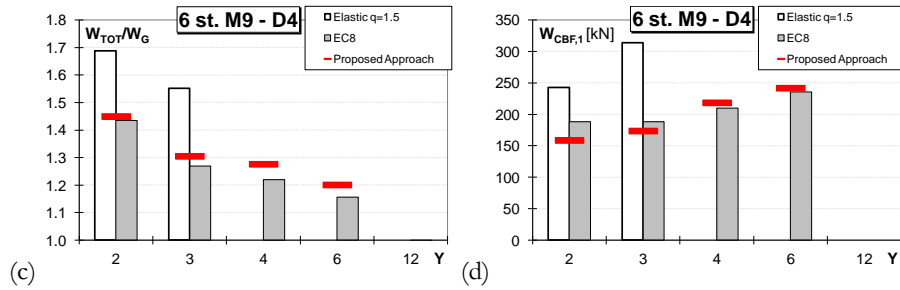 6 st. M9 - D4
W_TOT/W_G
Elastic q=1.5
EC8
Proposed Approach
1.8
1.7
1.6
1.5
1.4
1.3
1.2
1.1
1.0
2 3 4 6 12 Y
(c)
6 st. M9 - D4
W_CBF,1 [kN]
Elastic q=1.5
EC8
Proposed Approach
350
300
250
200
150
100
50
0
2 3 4 6 12 Y
(d)